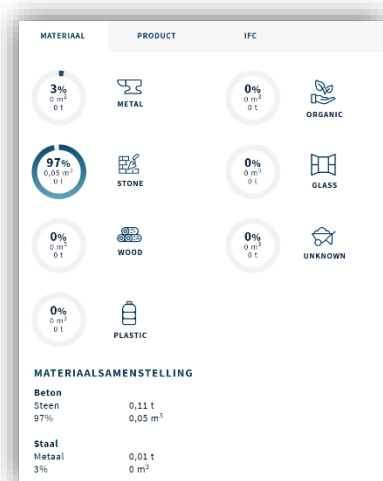 MATERIAAL PRODUCT IFC
3%
0 m³
0 t
METAL
0%
0 m³
0 t
ORGANIC
97%
0,05 m³
0 t
STONE
0%
0 m³
0 t
GLASS
0%
0 m³
0 t
WOOD
0%
0 m³
0 t
UNKNOWN
0%
0 m³
0 t
PLASTIC
MATERIAALSAMENSTELLING
Beton
Steen 0,11 t
97% 0,05 m³
Staal
Metaal 0,01 t
3% 0 m³